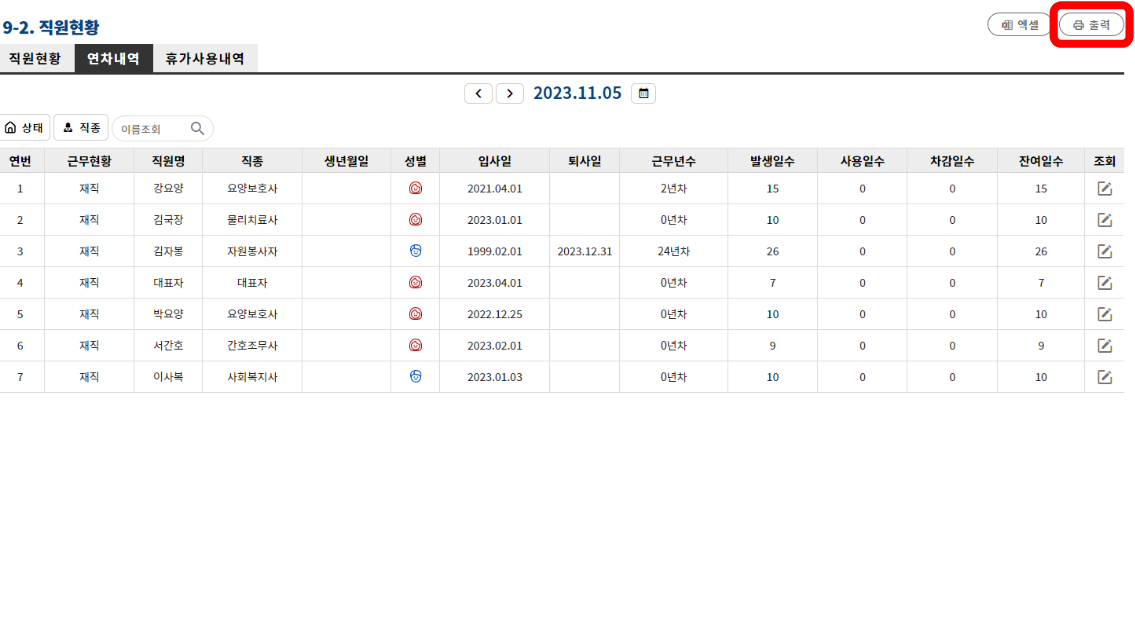 9-2. 직원현황
엑셀 출력
직원현황 연차내역 휴가사용내역
2023.11.05
상태 직종 이름조회
연번 근무현황 직원명 직종 생년월일 성별 입사일 퇴사일 근무년수 발생일수 사용일수 차감일수 잔여일수 조회
1 재직 강요양 요양보호사 2021.04.01 2년차 15 0 0 15
2 재직 김국장 물리치료사 2023.01.01 0년차 10 0 0 10
3 재직 김자봉 자원봉사자 1999.02.01 2023.12.31 24년차 26 0 0 26
4 재직 대표자 대표자 2023.04.01 0년차 7 0 0 7
5 재직 박요양 요양보호사 2022.12.25 0년차 10 0 0 10
6 재직 서간호 간호조무사 2023.02.01 0년차 9 0 0 9
7 재직 이사복 사회복지사 2023.01.03 0년차 10 0 0 10